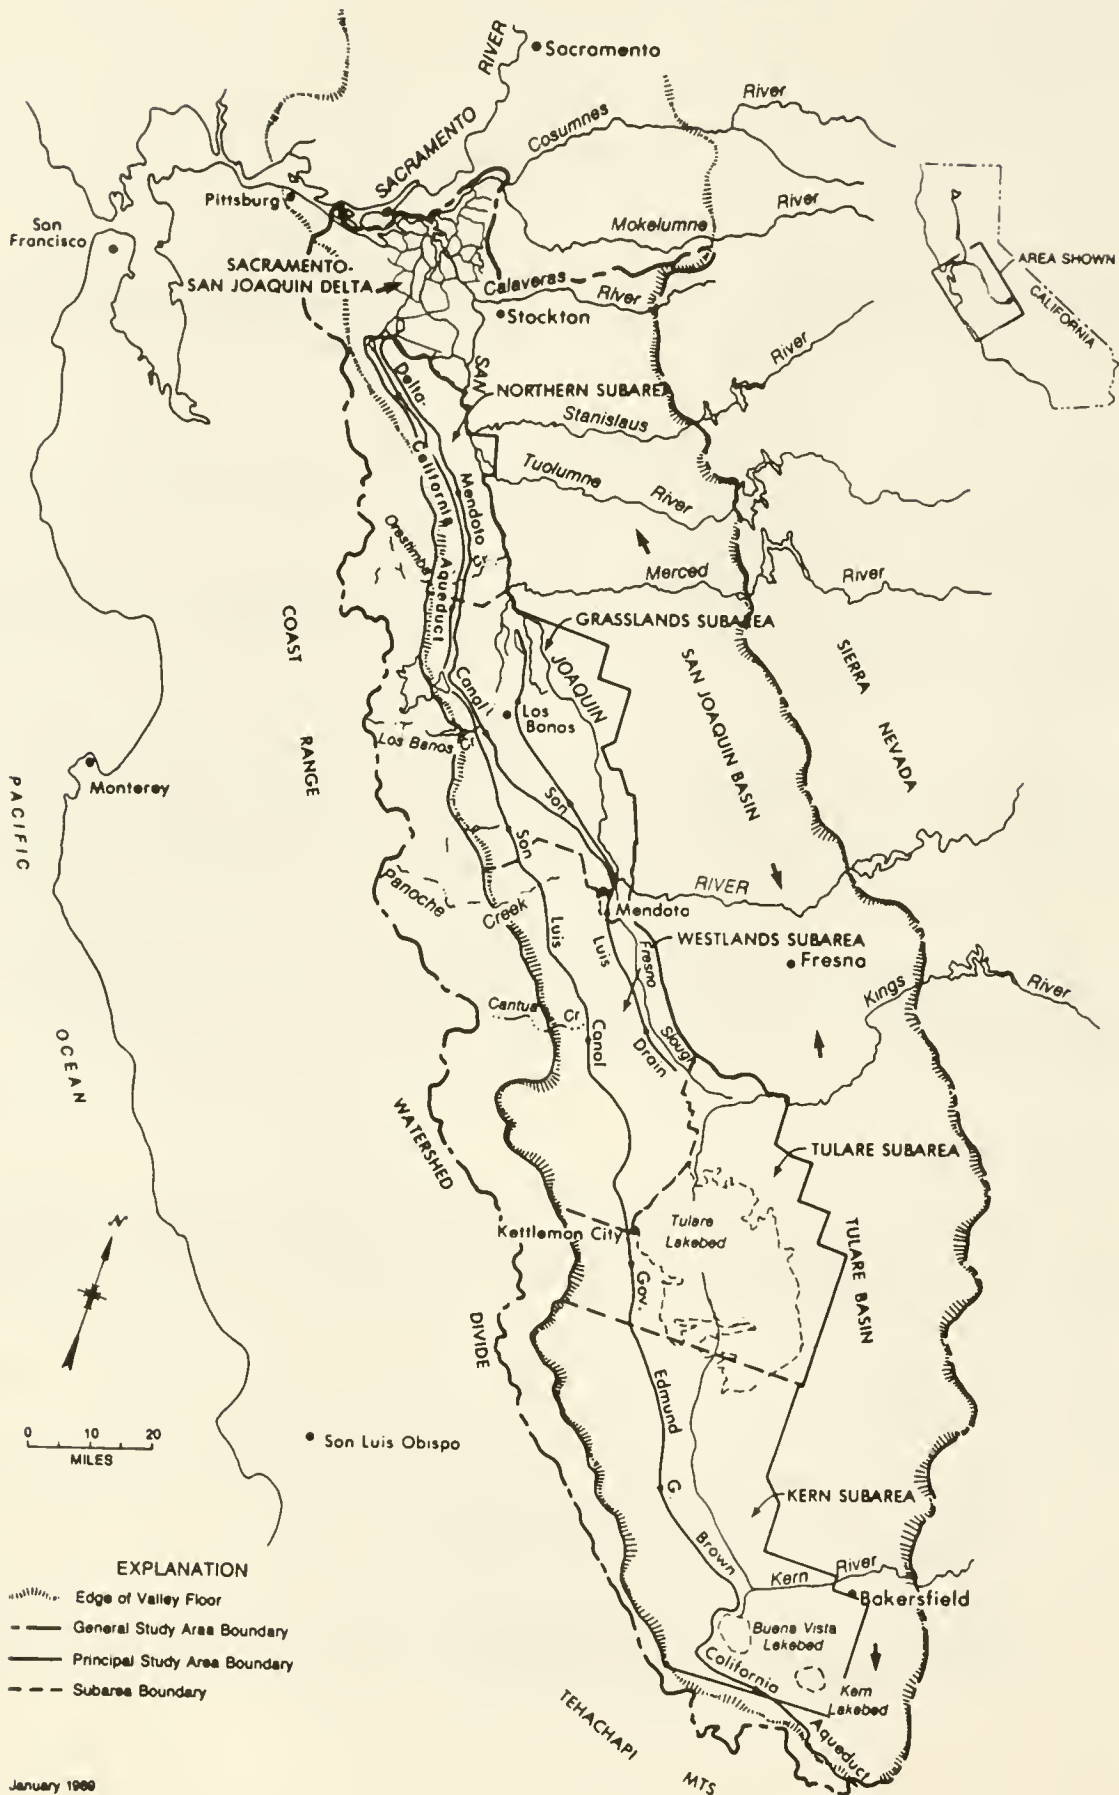 Sacramento
SACRAMENTO RIVER
Cosumnes River
Pittsburg
San
Francisco
Mokelumne River
SACRAMENTO-
SAN JOAQUIN DELTA
Calaveras River
Stockton
AREA SHOWN
CALIFORNIA
Delta-
SAN
NORTHERN SUBAREA
Stanislaus River
California
Mendota
Tuolumne River
Orestimba Cr
Aqueduct
Merced River
GRASSLANDS SUBAREA
COAST
RANGE
JOAQUIN
SAN JOAQUIN BASIN
SIERRA
NEVADA
Canal
Los
Banos
Los Banos Cr
Monterey
PACIFIC
OCEAN
San
San
Panoche
Creek
RIVER
Mendota
Luis
Luis
WESTLANDS SUBAREA
Fresno
Fresno
Kings River
Cantua Cr
Canal
Drain
Slough
WATERSHED
TULARE SUBAREA
Tulare
Lakebed
Kettleman City
TULARE BASIN
N
Gov.
DIVIDE
Edmund
0 10 20
MILES
San Luis Obispo
G.
KERN SUBAREA
Brown
Kern River
Bakersfield
EXPLANATION
Edge of Valley Floor
General Study Area Boundary
Principal Study Area Boundary
Subarea Boundary
Buena Vista
Lakebed
California
Kern
Lakebed
Aqueduct
TEHACHAPI
MTS
January 1989